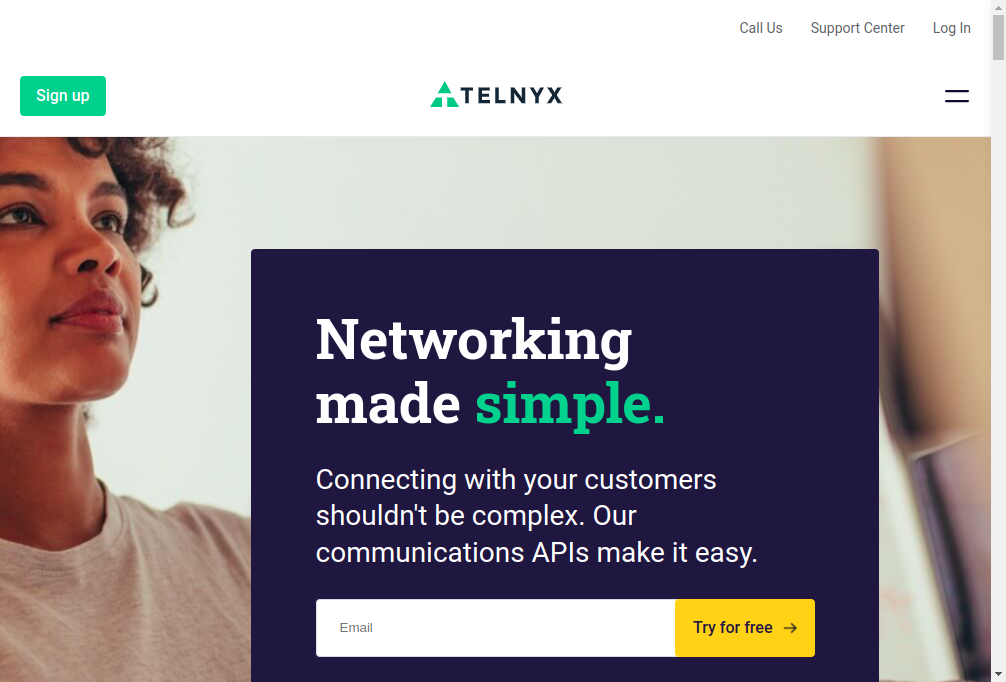 Call Us Support Center Log In
Sign up
TELNYX
Networking
made simple.
Connecting with your customers
shouldn't be complex. Our
communications APIs make it easy.
Email
Try for free →